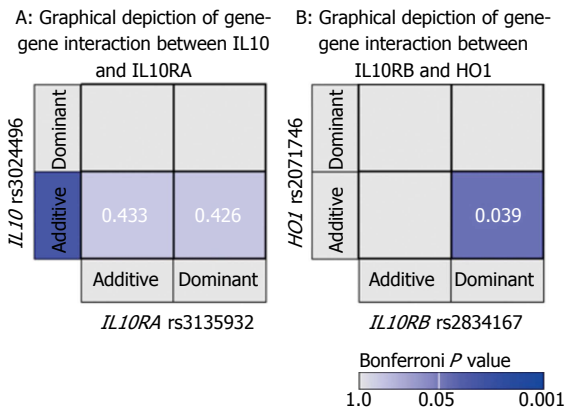 A: Graphical depiction of gene-
gene interaction between IL10
and IL10RA
IL10 rs3024496
Dominant
Additive
0.433
0.426
Additive
Dominant
IL10RA rs3135932
B: Graphical depiction of gene-
gene interaction between
IL10RB and HO1
HO1 rs2071746
Dominant
Additive
0.039
Additive
Dominant
IL10RB rs2834167
Bonferroni P value
1.0 0.05 0.001